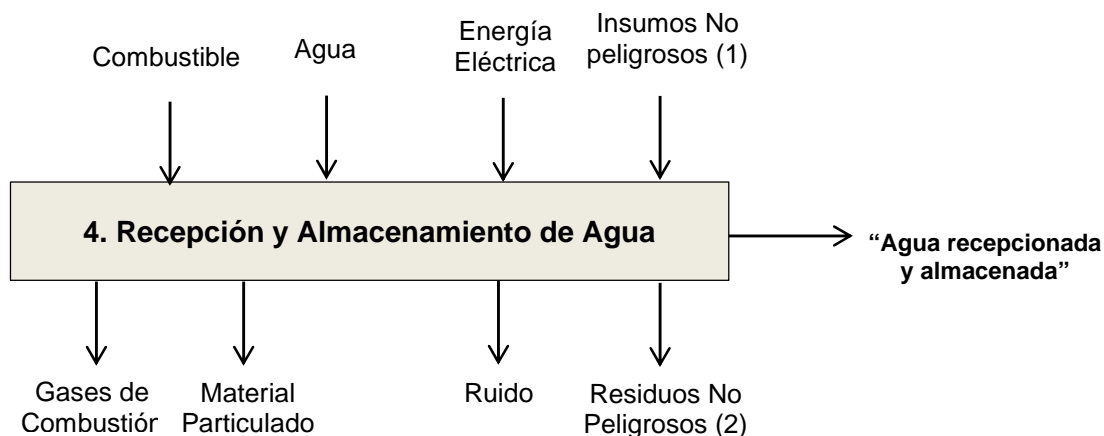 Combustible
Agua
Energía
Eléctrica
Insumos No
peligrosos (1)
4. Recepción y Almacenamiento de Agua
“Agua recepcionada
y almacenada”
Gases de
Combustión
Material
Particulado
Ruido
Residuos No
Peligrosos (2)